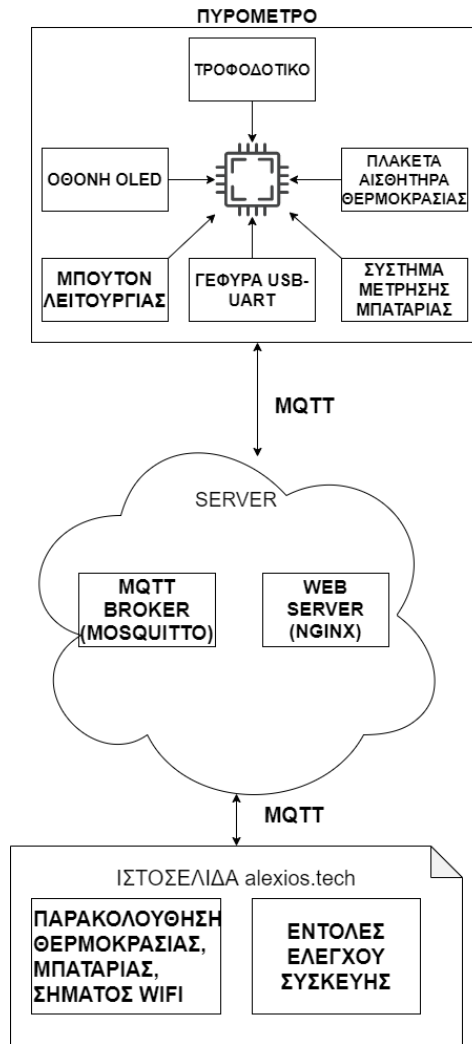 ΠΥΡΟΜΕΤΡΟ
ΤΡΟΦΟΔΟΤΙΚΟ
ΟΘΟΝΗ OLED
ΠΛΑΚΕΤΑ
ΑΙΣΘΗΤΗΡΑ
ΘΕΡΜΟΚΡΑΣΙΑΣ
ΜΠΟΥΤΟΝ
ΛΕΙΤΟΥΡΓΙΑΣ
ΓΕΦΥΡΑ USB-
UART
ΣΥΣΤΗΜΑ
ΜΕΤΡΗΣΗΣ
ΜΠΑΤΑΡΙΑΣ
MQTT
SERVER
MQTT
BROKER
(MOSQUITTO)
WEB
SERVER
(NGINX)
MQTT
ΙΣΤΟΣΕΛΙΔΑ alexios.tech
ΠΑΡΑΚΟΛΟΥΘΗΣΗ
ΘΕΡΜΟΚΡΑΣΙΑΣ,
ΜΠΑΤΑΡΙΑΣ,
ΣΗΜΑΤΟΣ WIFI
ΕΝΤΟΛΕΣ
ΕΛΕΓΧΟΥ
ΣΥΣΚΕΥΗΣ